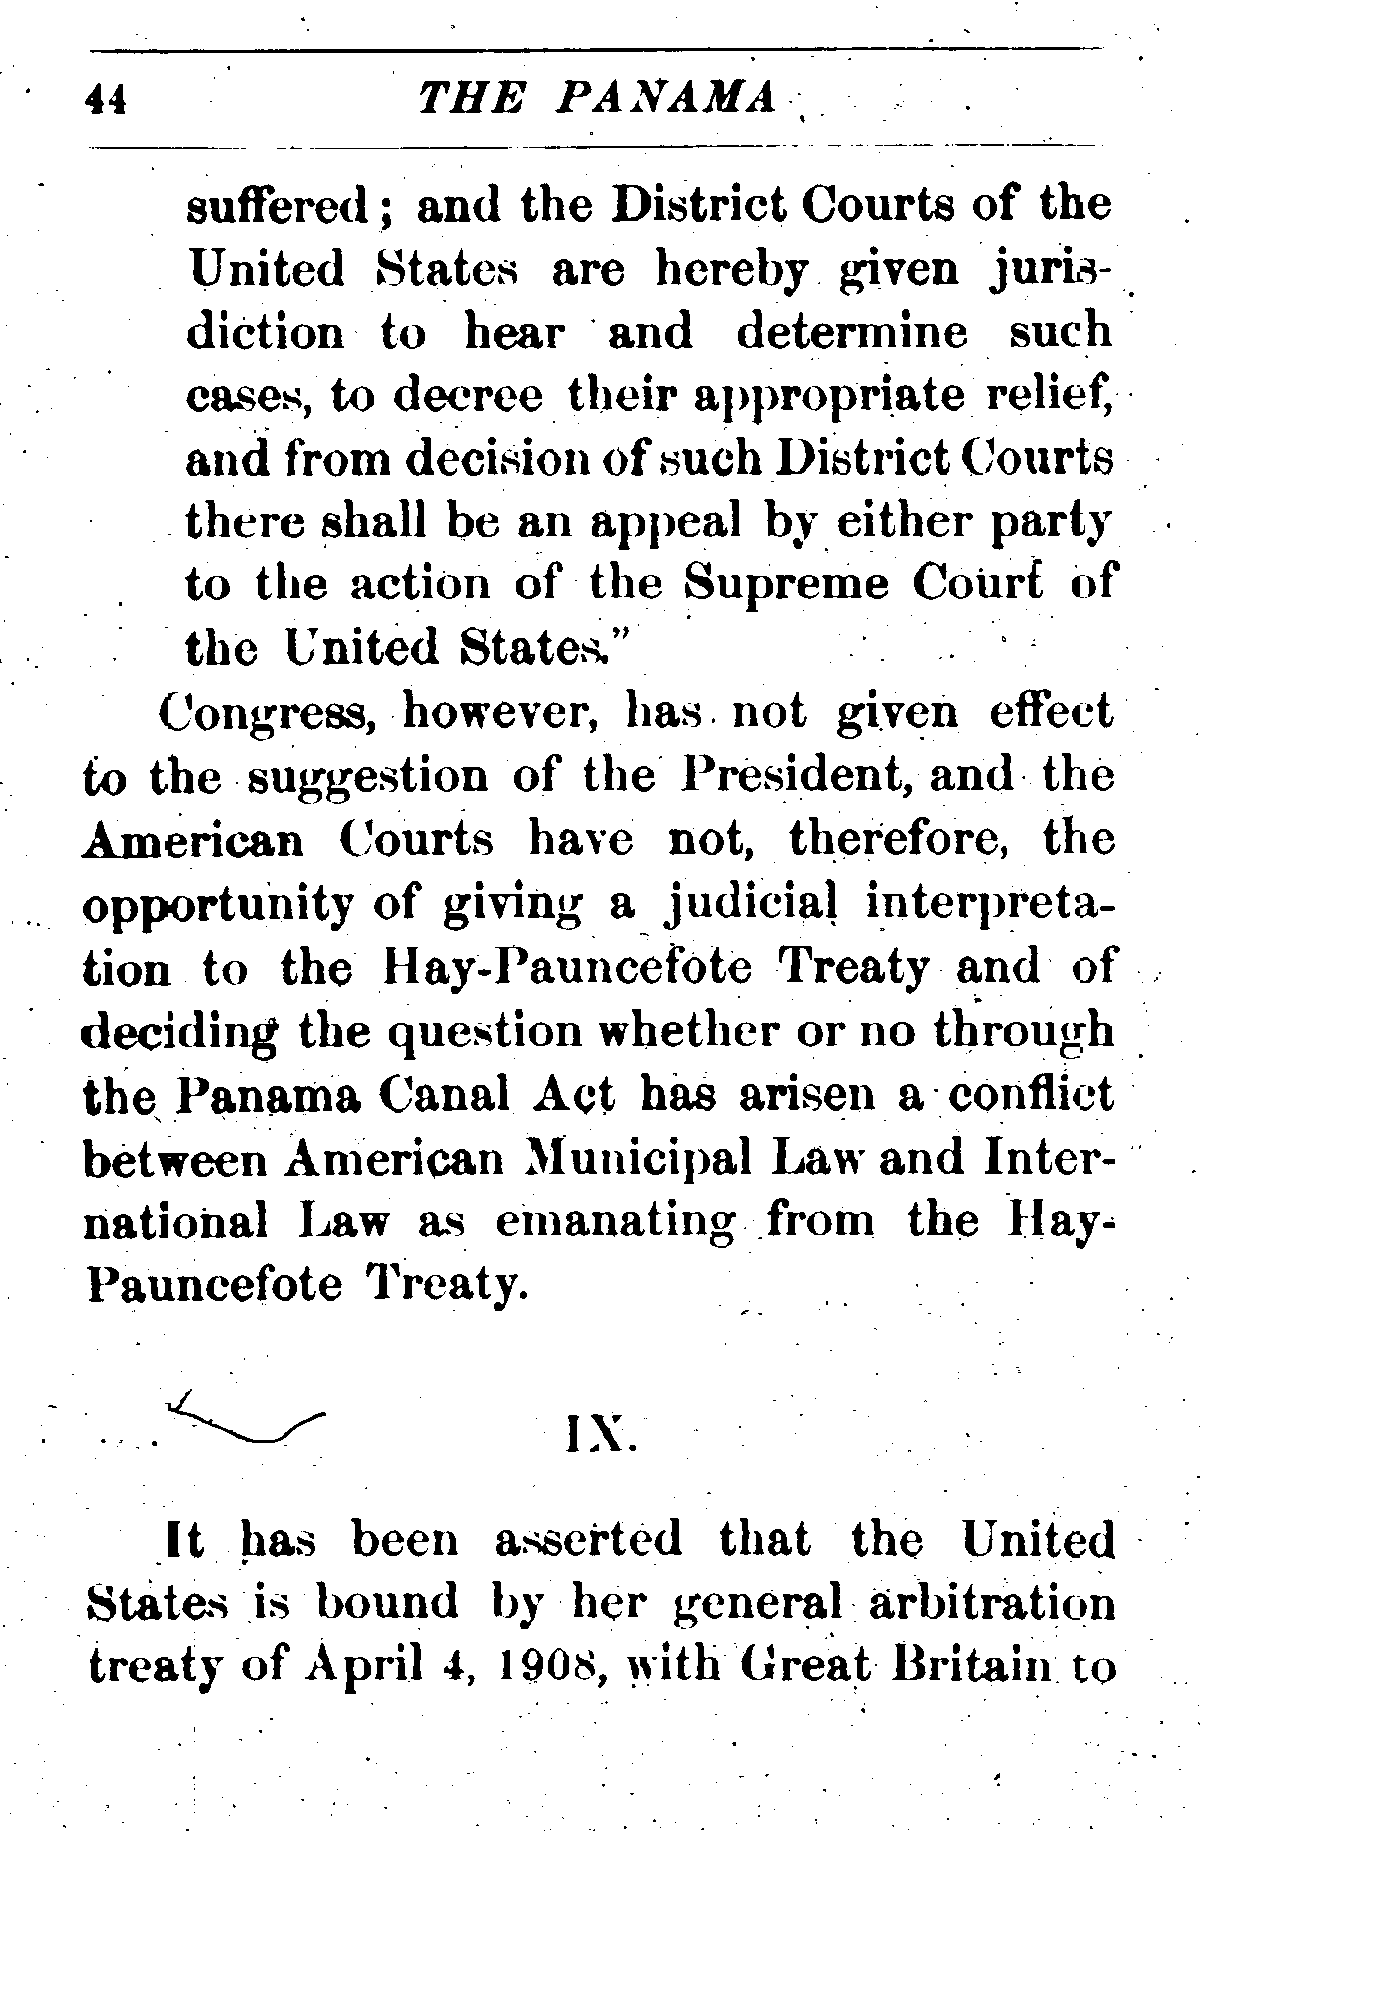 44 THE PANAMA
suffered; and the District Courts of the
United States are hereby given juris-
diction to hear and determine such
cases, to decree their appropriate relief,
and from decision of such District Courts
there shall be an appeal by either party
to the action of the Supreme Court of
the United States."
Congress, however, has not given effect
to the suggestion of the President, and the
American Courts have not, therefore, the
opportunity of giving a judicial interpreta-
tion to the Hay-Pauncefote Treaty and of
deciding the question whether or no through
the Panama Canal Act has arisen a conflict
between American Municipal Law and Inter-
national Law as emanating from the Hay-
Pauncefote Treaty.
IX.
It has been asserted that the United
States is bound by her general arbitration
treaty of April 4, 1908, with Great Britain to